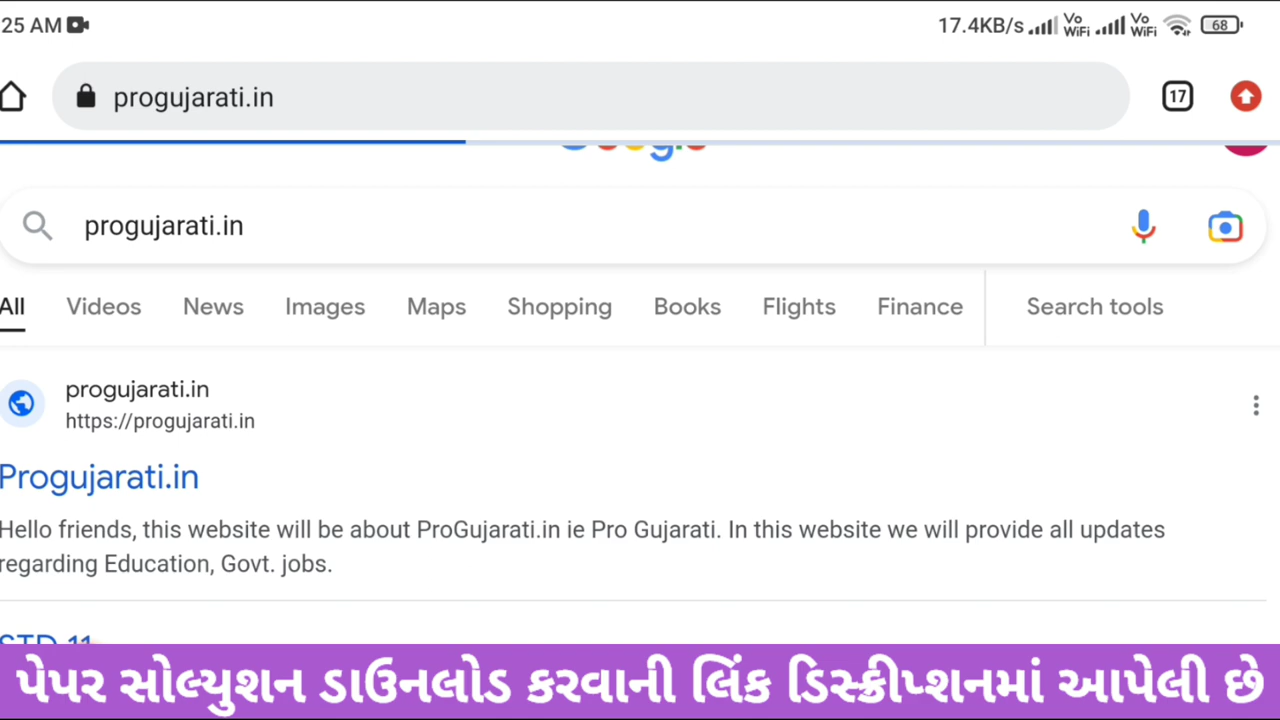 25 AM 17.4KB/s Vo WiFi Vo WiFi 68
progujarati.in 17
progujarati.in
All Videos News Images Maps Shopping Books Flights Finance Search tools
progujarati.in
https://progujarati.in
Progujarati.in
Hello friends, this website will be about ProGujarati.in ie Pro Gujarati. In this website we will provide all updates
regarding Education, Govt. jobs.
STD 11
પેપર સોલ્યુશન ડાઉનલોડ કરવાની લિંક ડિસ્ક્રીપ્શનમાં આપેલી છે